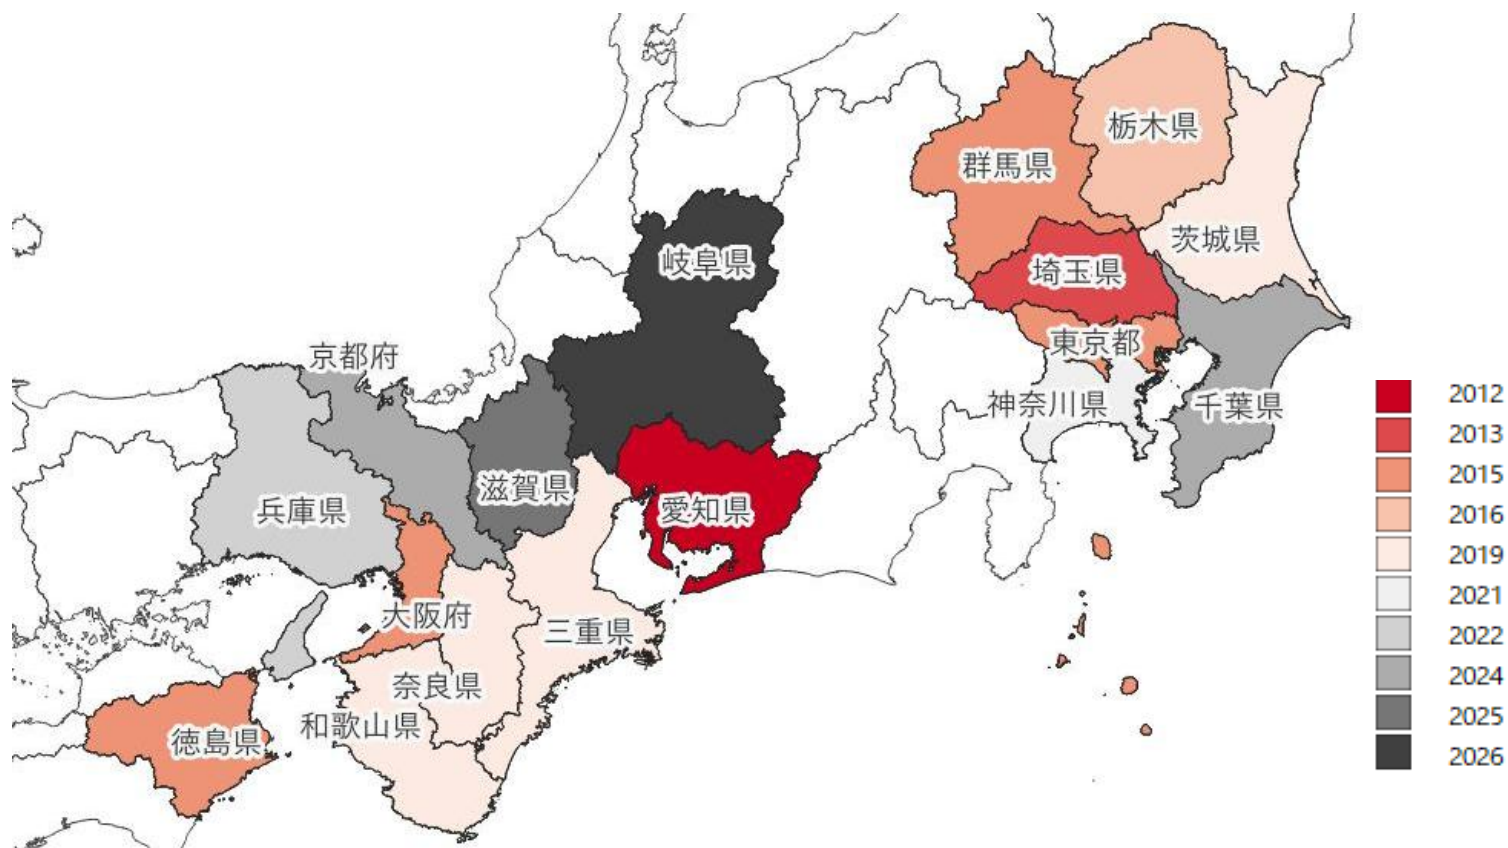 栃木県
群馬県
茨城県
岐阜県
埼玉県
東京都
京都府
神奈川県
千葉県
滋賀県
兵庫県
愛知県
大阪府
三重県
奈良県
和歌山県
徳島県
2012
2013
2015
2016
2019
2021
2022
2024
2025
2026